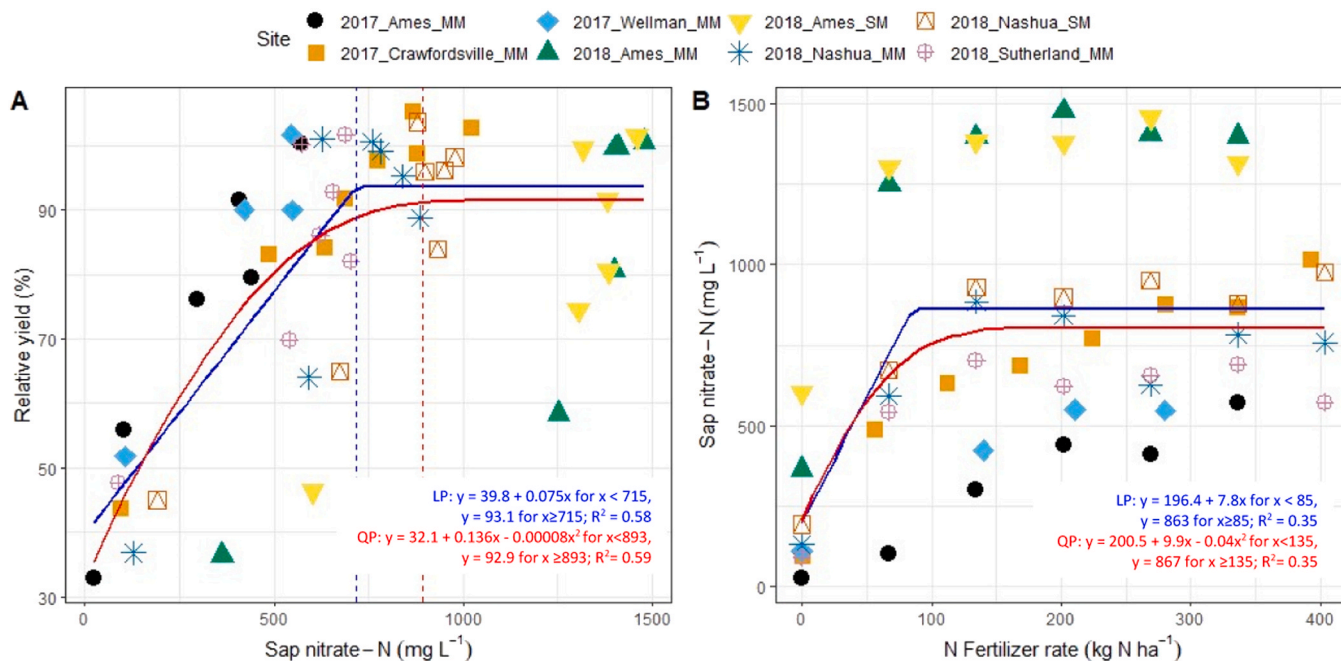 Site
2017_Ames_MM
2017_Wellman_MM
2018_Ames_SM
2018_Nashua_SM
2017_Crawfordsville_MM
2018_Ames_MM
2018_Nashua_MM
2018_Sutherland_MM
A
Relative yield (%)
90
70
50
30
LP: y = 39.8 + 0.075x for x < 715,
y = 93.1 for x≥715; R² = 0.58
QP: y = 32.1 + 0.136x - 0.00008x² for x<893,
y = 92.9 for x ≥893; R²= 0.59
0
500
1000
1500
Sap nitrate−N (mg L⁻¹)
B
Sap nitrate−N (mg L⁻¹)
1500
1000
500
0
LP: y = 196.4 + 7.8x for x < 85,
y = 863 for x≥85; R² = 0.35
QP: y = 200.5 + 9.9x - 0.04x² for x<135,
y = 867 for x ≥135; R²= 0.35
0
100
200
300
400
N Fertilizer rate (kg N ha⁻¹)